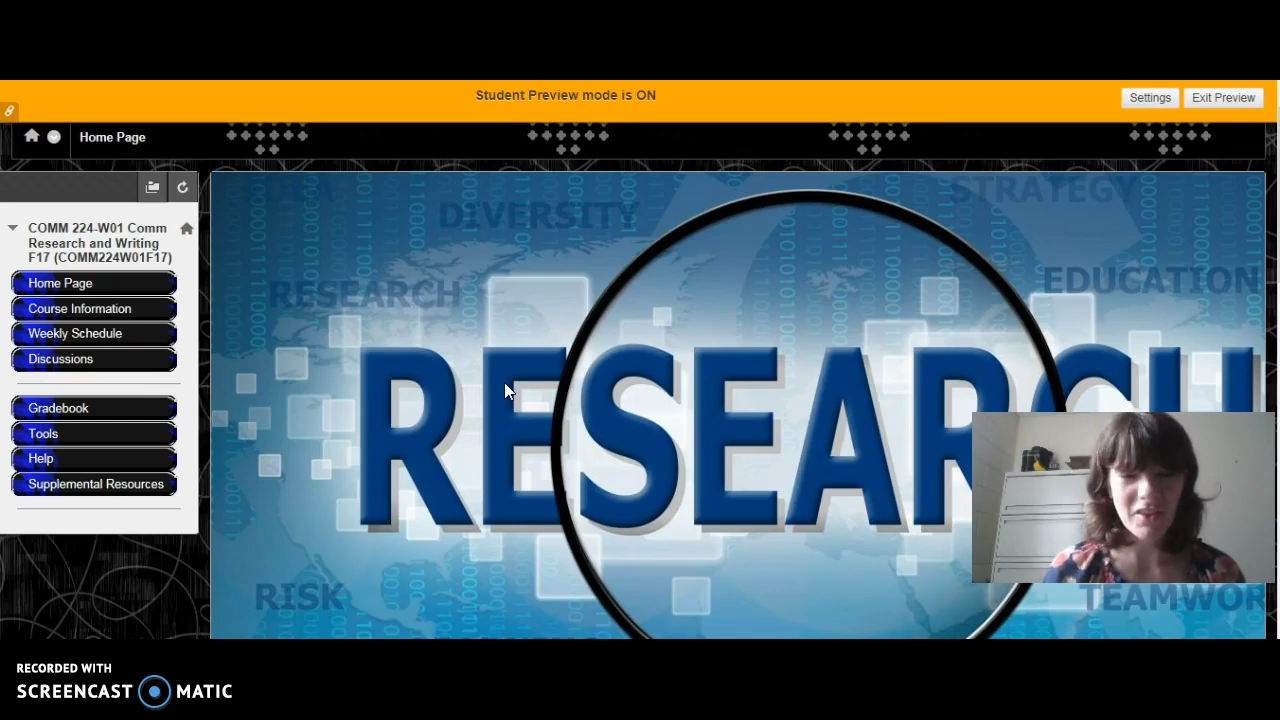 Student Preview mode is ON
Settings
Exit Preview
Home Page
COMM 224-W01 Comm
Research and Writing
F17 (COMM224W01F17)
Home Page
Course Information
Weekly Schedule
Discussions
Gradebook
Tools
Help
Supplemental Resources
STRATEGY
DIVERSITY
EDUCATION
RESEARCH
RESEARCH
RISK
TEAMWOR
RECORDED WITH
SCREENCAST MATIC